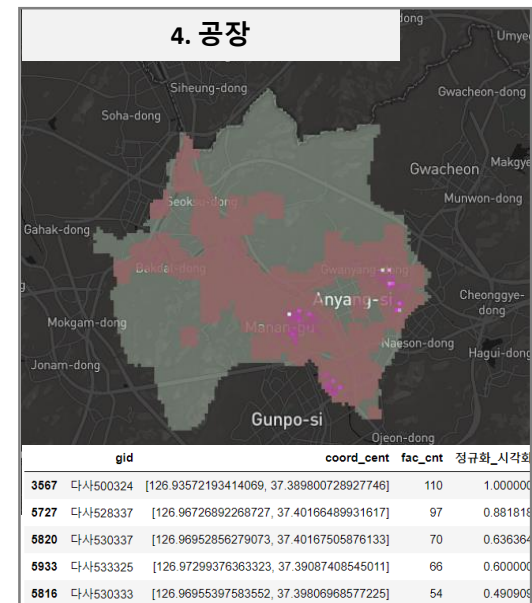 4. 공장
dong
Umye
Siheung-dong
Gwacheon-dong
Soha-dong
Makgye
Gwacheon
Munwon-dong
Seoksu-dong
Gahak-dong
Bakdal-dong
Gwanyang-dong
Anyang-si
Cheonggye-
dong
Mokgam-dong
Manan-gu
Naeson-dong
Hagui-dong
Jonam-dong
Gunpo-si
Ojeon-dong
gid coord_cent fac_cnt 정규화_시각화
3567 다사500324 [126.93572193414069, 37.389800728927746] 110 1.000000
5727 다사528337 [126.96726892268727, 37.40166489931617] 97 0.881818
5820 다사530337 [126.96952856279073, 37.40167505876133] 70 0.636364
5933 다사533325 [126.97299376363323, 37.39087408545011] 66 0.600000
5816 다사530333 [126.96955397583552, 37.39806968577225] 54 0.490909